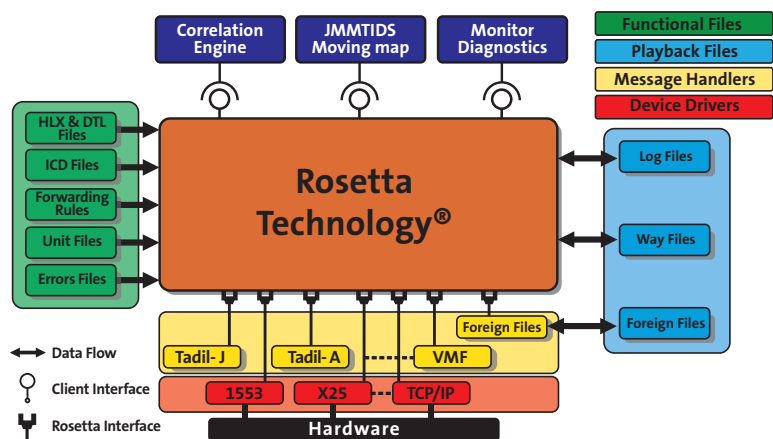 Correlation
Engine
JMMTIDS
Moving map
Monitor
Diagnostics
Functional Files
Playback Files
Message Handlers
Device Drivers
HLX & DTL
Files
ICD Files
Forwarding
Rules
Unit Files
Errors Files
Rosetta
Technology®
Log Files
Way Files
Foreign Files
Foreign Files
Tadil- J
Tadil- A
VMF
1553
X25
TCP/IP
Hardware
Data Flow
Client Interface
Rosetta Interface